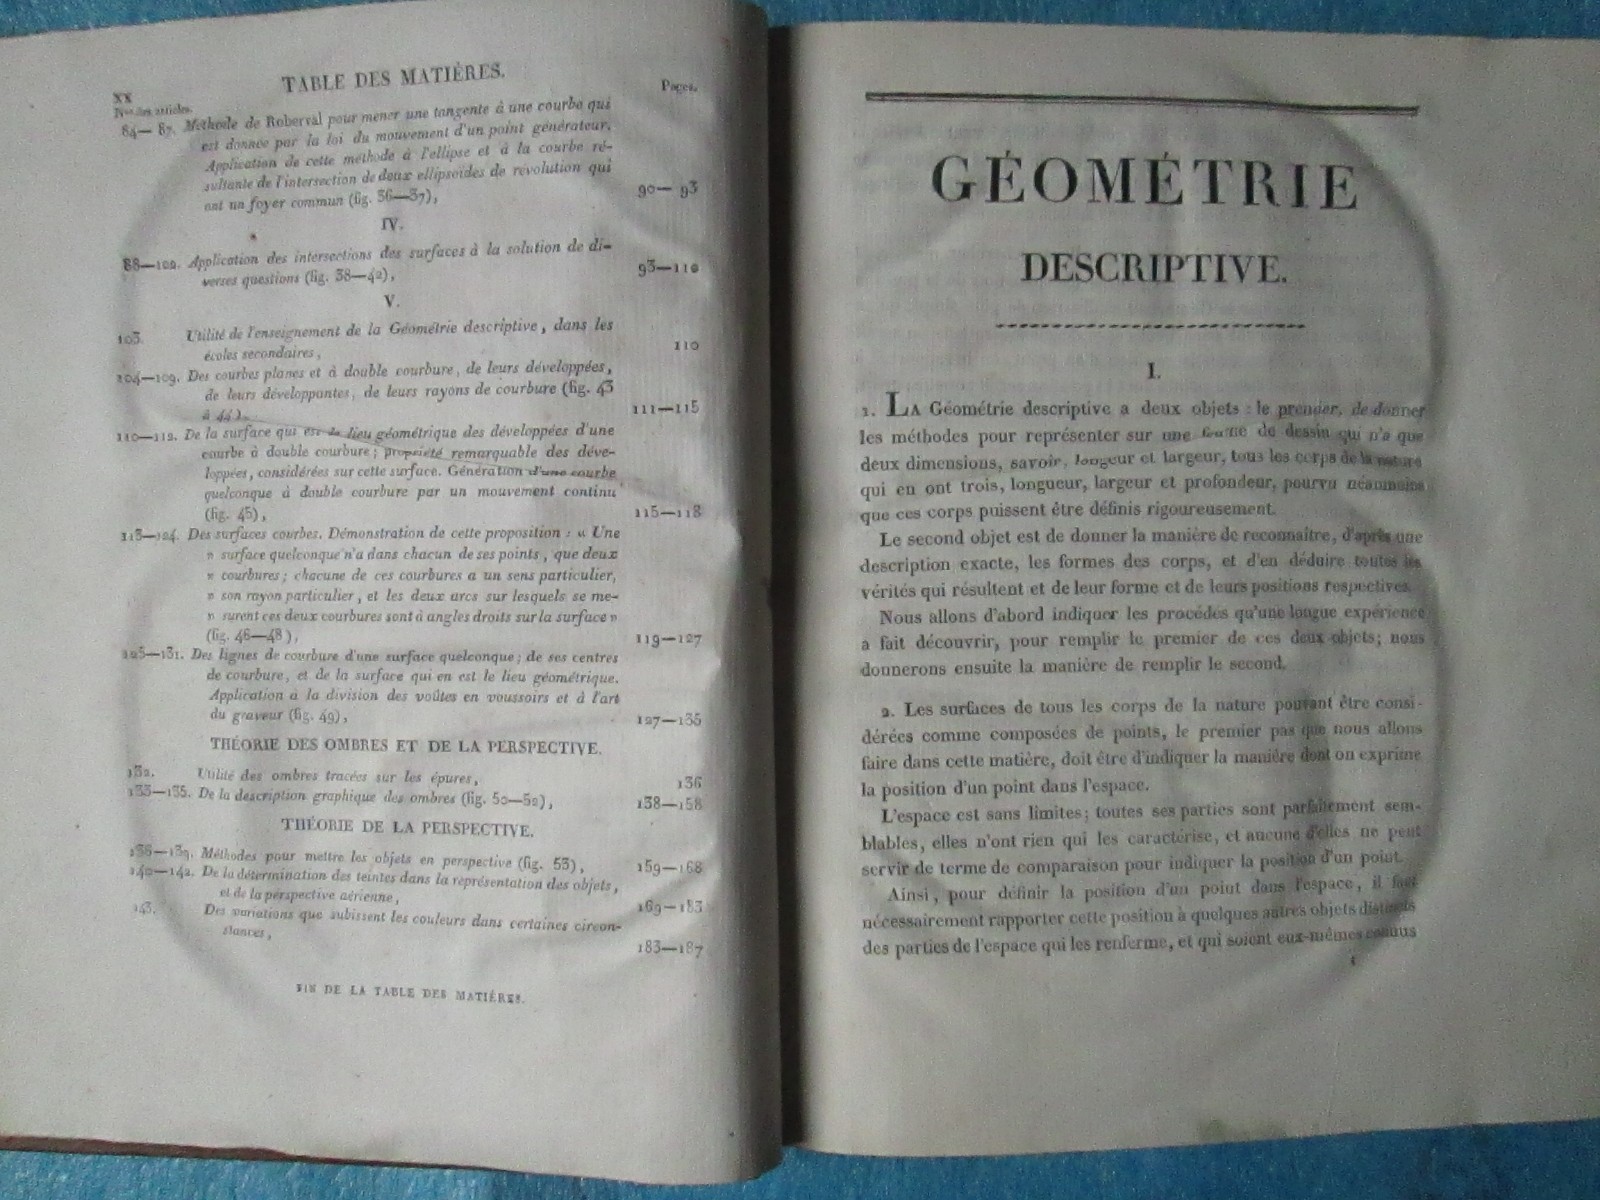 XX
TABLE DES MATIÈRES.
Nos des articles.
Pages.
84— 87. Méthode de Roberval pour mener une tangente à une courbe qui
est donnée par la loi du mouvement d'un point générateur.
Application de cette méthode à l'ellipse et à la courbe ré-
sultante de l'intersection de deux ellipsoïdes de révolution qui
ont un foyer commun (fig. 36—37), 90— 93
IV.
88—102. Application des intersections des surfaces à la solution de di-
verses questions (fig. 38—42), 93—110
V.
103. Utilité de l'enseignement de la Géométrie descriptive, dans les
écoles secondaires, 110
104—109. Des courbes planes et à double courbure, de leurs développées,
de leurs développantes, de leurs rayons de courbure (fig. 43
à 44), 111—115
110—112. De la surface qui est le lieu géométrique des développées d'une
courbe à double courbure; propriété remarquable des déve-
loppées, considérées sur cette surface. Génération d'une courbe
quelconque à double courbure par un mouvement continu
(fig. 45), 115—118
113—124. Des surfaces courbes. Démonstration de cette proposition : « Une
» surface quelconque n'a dans chacun de ses points, que deux
» courbures; chacune de ces courbures a un sens particulier,
» son rayon particulier, et les deux arcs sur lesquels se me-
» surent ces deux courbures sont à angles droits sur la surface »
(fig. 46—48), 119—127
125—131. Des lignes de courbure d'une surface quelconque; de ses centres
de courbure, et de la surface qui en est le lieu géométrique.
Application à la division des voûtes en voussoirs et à l'art
du graveur (fig. 49), 127—135
THÉORIE DES OMBRES ET DE LA PERSPECTIVE.
132. Utilité des ombres tracées sur les épures, 136
133—135. De la description graphique des ombres (fig. 50—52), 138—158
THÉORIE DE LA PERSPECTIVE.
136—139. Méthodes pour mettre les objets en perspective (fig. 53), 159—168
140—142. De la détermination des teintes dans la représentation des objets,
et de la perspective aérienne, 169—183
143. Des variations que subissent les couleurs dans certaines circon-
stances, 183—187
FIN DE LA TABLE DES MATIÈRES.
GÉOMÉTRIE
DESCRIPTIVE.
I.
1. LA Géométrie descriptive a deux objets : le premier, de donner
les méthodes pour représenter sur une feuille de dessin qui n'a que
deux dimensions, savoir, longueur et largeur, tous les corps de la nature
qui en ont trois, longueur, largeur et profondeur, pourvu néanmoins
que ces corps puissent être définis rigoureusement.
Le second objet est de donner la manière de reconnaître, d'après une
description exacte, les formes des corps, et d'en déduire toutes les
vérités qui résultent et de leur forme et de leurs positions respectives.
Nous allons d'abord indiquer les procédés qu'une longue expérience
a fait découvrir, pour remplir le premier de ces deux objets; nous
donnerons ensuite la manière de remplir le second.
2. Les surfaces de tous les corps de la nature pouvant être consi-
dérées comme composées de points, le premier pas que nous allons
faire dans cette matière, doit être d'indiquer la manière dont on exprime
la position d'un point dans l'espace.
L'espace est sans limites; toutes ses parties sont parfaitement sem-
blables, elles n'ont rien qui les caractérise, et aucune d'elles ne peut
servir de terme de comparaison pour indiquer la position d'un point.
Ainsi, pour définir la position d'un point dans l'espace, il faut
nécessairement rapporter cette position à quelques autres objets distincts
des parties de l'espace qui les renferme, et qui soient eux-mêmes connus